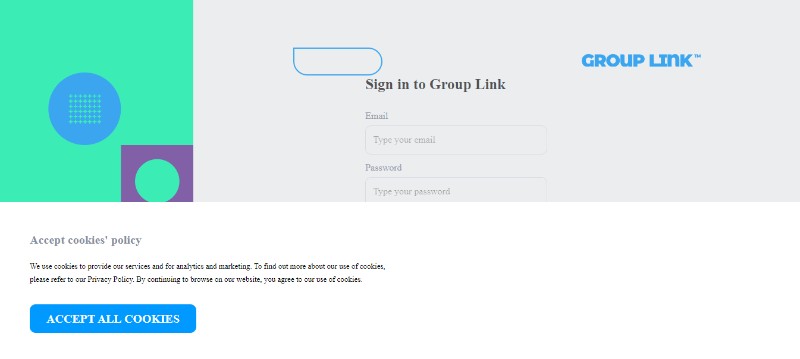 GROUP LINK™
Sign in to Group Link
Email
Type your email
Password
Type your password
Accept cookies' policy
We use cookies to provide our services and for analytics and marketing. To find out more about our use of cookies,
please refer to our Privacy Policy. By continuing to browse on our website, you agree to our use of cookies.
ACCEPT ALL COOKIES